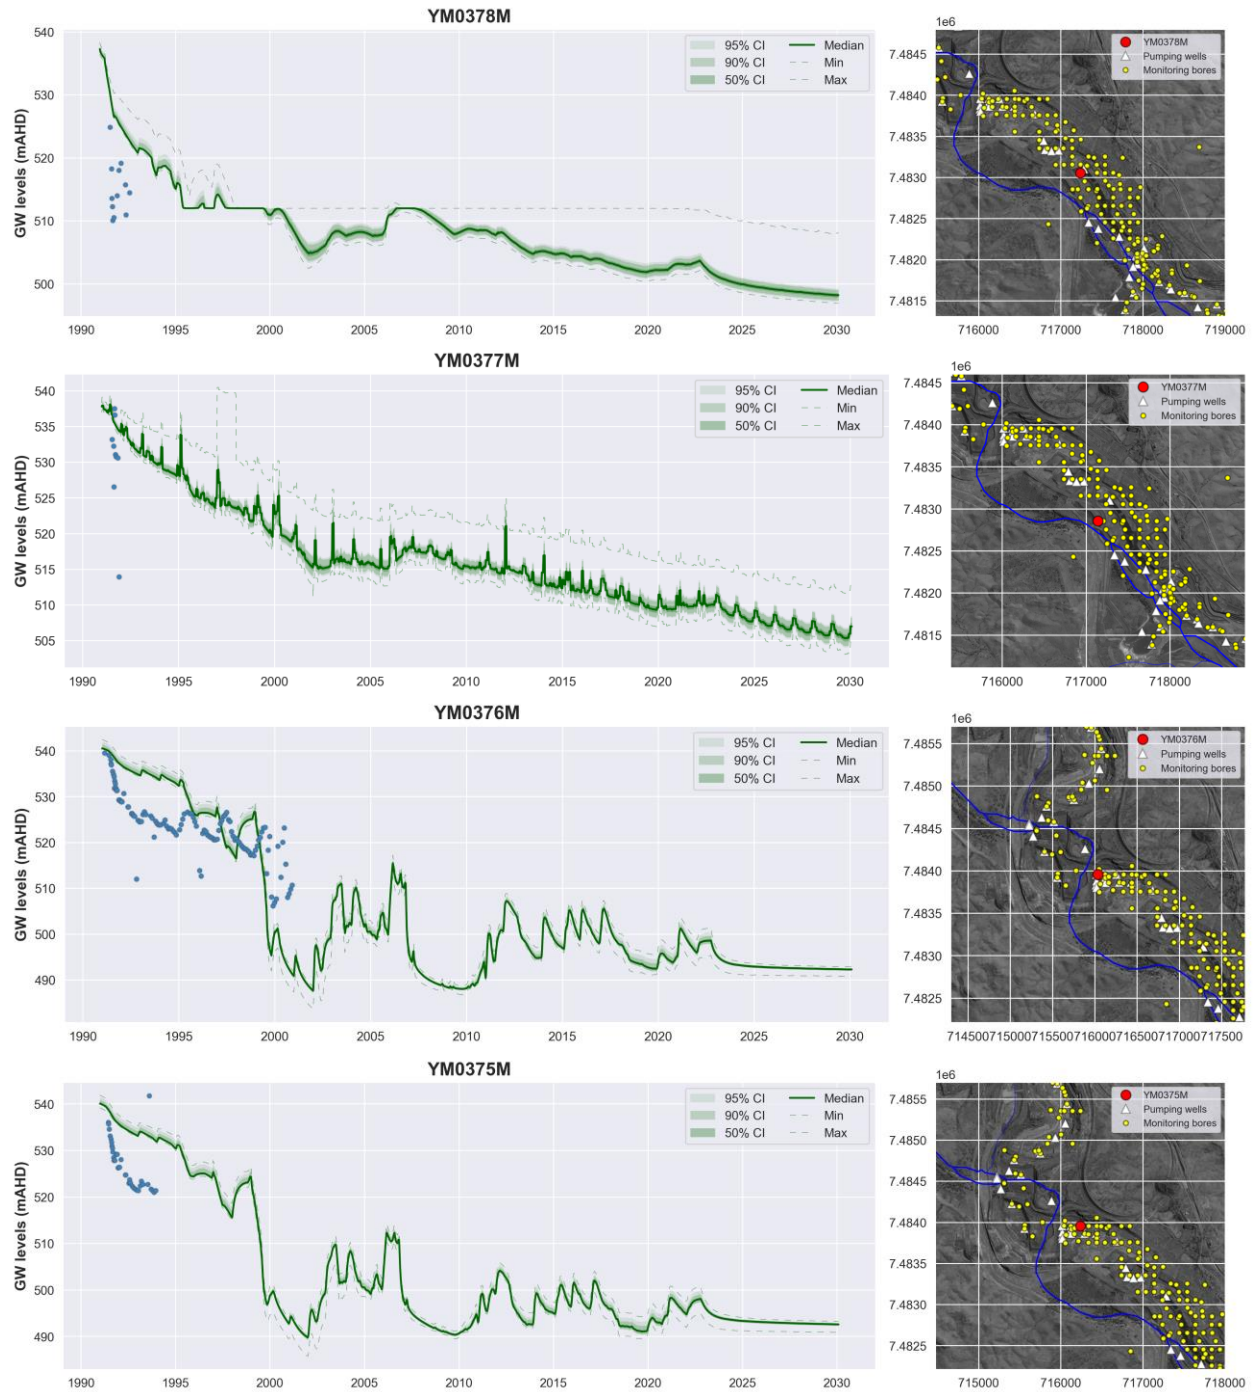 YM0378M
95% CI Median
90% CI Min
50% CI Max
GW levels (mAHD)
540
530
520
510
500
1990 1995 2000 2005 2010 2015 2020 2025 2030
1e6
YM0378M
Pumping wells
Monitoring bores
7.4845
7.4840
7.4835
7.4830
7.4825
7.4820
7.4815
716000 717000 718000 719000
YM0377M
95% CI Median
90% CI Min
50% CI Max
GW levels (mAHD)
540
535
530
525
520
515
510
505
1990 1995 2000 2005 2010 2015 2020 2025 2030
1e6
YM0377M
Pumping wells
Monitoring bores
7.4845
7.4840
7.4835
7.4830
7.4825
7.4820
7.4815
716000 717000 718000
YM0376M
95% CI Median
90% CI Min
50% CI Max
GW levels (mAHD)
540
530
520
510
500
490
1990 1995 2000 2005 2010 2015 2020 2025 2030
1e6
YM0376M
Pumping wells
Monitoring bores
7.4855
7.4850
7.4845
7.4840
7.4835
7.4830
7.4825
714500 715000 715500 716000 716500 717000 717500
YM0375M
95% CI Median
90% CI Min
50% CI Max
GW levels (mAHD)
540
530
520
510
500
490
1990 1995 2000 2005 2010 2015 2020 2025 2030
1e6
YM0375M
Pumping wells
Monitoring bores
7.4855
7.4850
7.4845
7.4840
7.4835
7.4830
7.4825
715000 716000 717000 718000